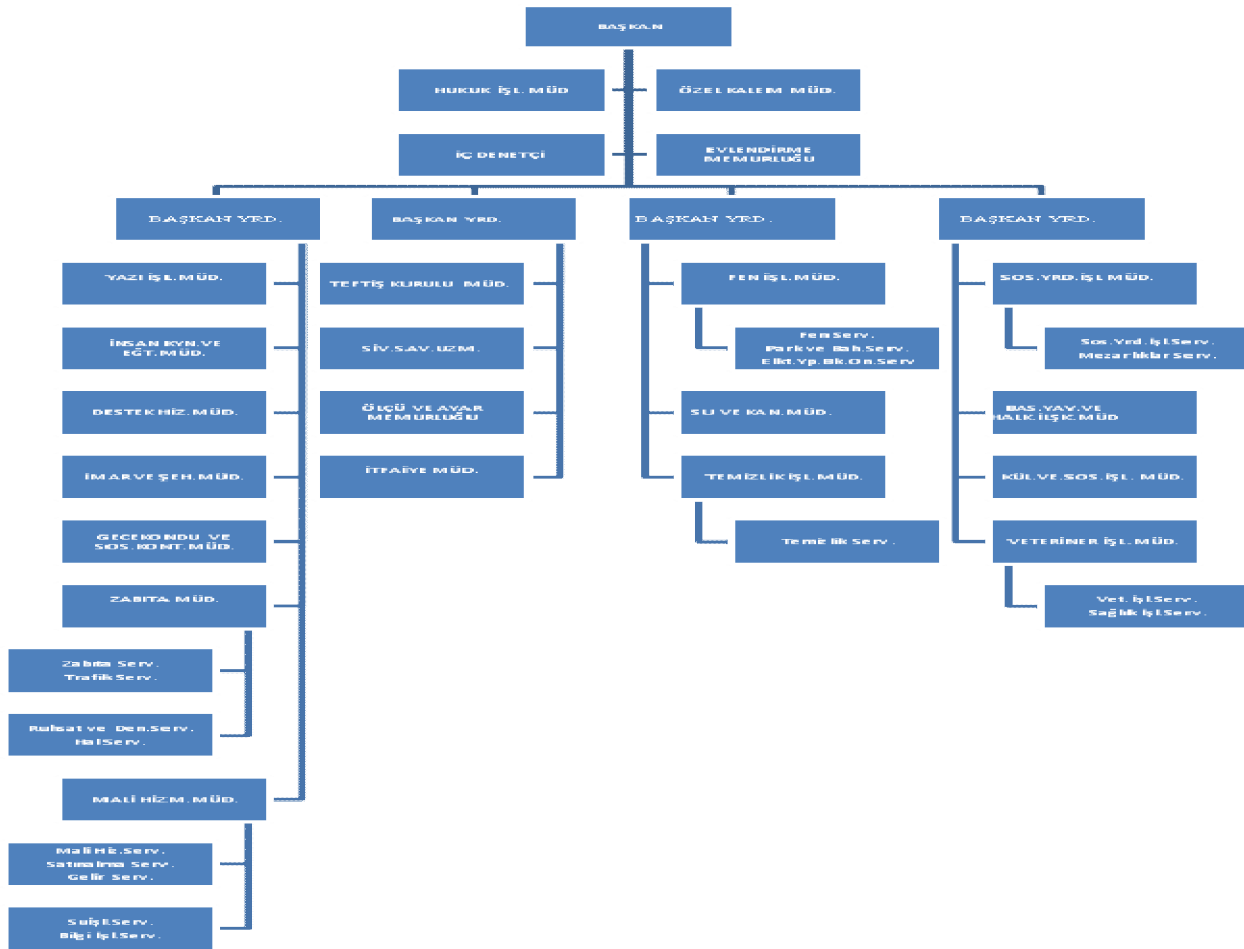 BAŞKAN
HUKUK İŞL. MÜD
ÖZEL KALEM MÜD.
İÇ DENETÇİ
EVLENDİRME
MEMURLUĞU
BAŞKAN YRD.
YAZI İŞL.MÜD.
İNSAN KYN.VE
EĞT.MÜD.
DESTEK HİZ.MÜD.
İMAR VE ŞEH.MÜD.
GECEKONDU VE
SOS.KONT.MÜD.
ZABITA MÜD.
Zabıta Serv.
Trafik Serv.
Ruhsat ve Den.Serv.
Hal Serv.
MALİ HİZM.MÜD.
Mali Hiz.Serv.
Satınalma Serv.
Gelir Serv.
Su İşl.Serv.
Bilgi İşl.Serv.
BAŞKAN YRD.
TEFTİŞ KURULU MÜD.
SİV.SAV.UZM.
ÖLÇÜ VE AYAR
MEMURLUĞU
İTFAİYE MÜD.
BAŞKAN YRD.
FEN İŞL.MÜD.
Fen Serv.
Park ve Bah.Serv.
Elkt.Yp.Bk.On.Serv
SU VE KAN.MÜD.
TEMİZLİK İŞL.MÜD.
Temizlik Serv.
BAŞKAN YRD.
SOS.YRD.İŞL MÜD.
Sos.Yrd.İşl.Serv.
Mezarlıklar Serv.
BAS.YAY.VE
HALK.İLŞK.MÜD
KÜL.VE.SOS.İŞL. MÜD.
VETERİNER İŞL.MÜD.
Vet.İşl.Serv.
Sağlık İşl.Serv.